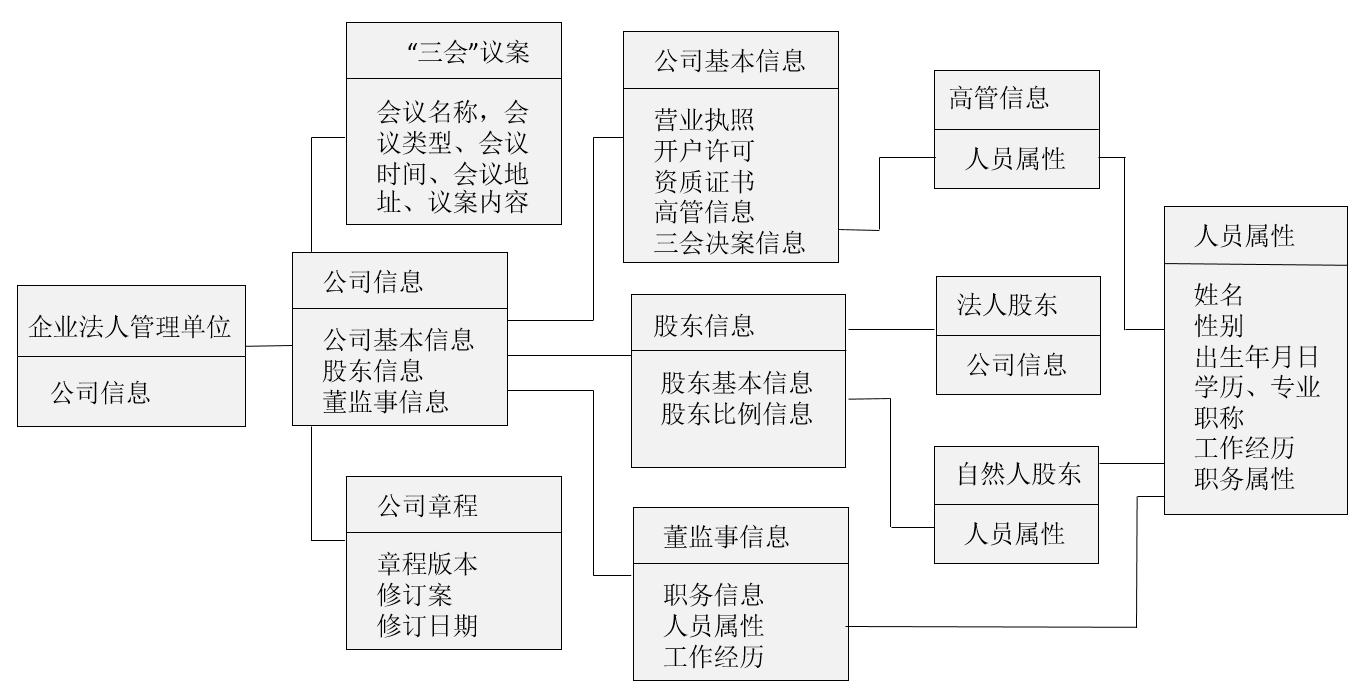 “三会”议案
会议名称，会
议类型、会议
时间、会议地
址、议案内容
公司基本信息
营业执照
开户许可
资质证书
高管信息
三会决案信息
高管信息
人员属性
人员属性
姓名
性别
出生年月日
学历、专业
职称
工作经历
职务属性
企业法人管理单位
公司信息
公司信息
公司基本信息
股东信息
董监事信息
股东信息
股东基本信息
股东比例信息
法人股东
公司信息
自然人股东
人员属性
公司章程
章程版本
修订案
修订日期
董监事信息
职务信息
人员属性
工作经历